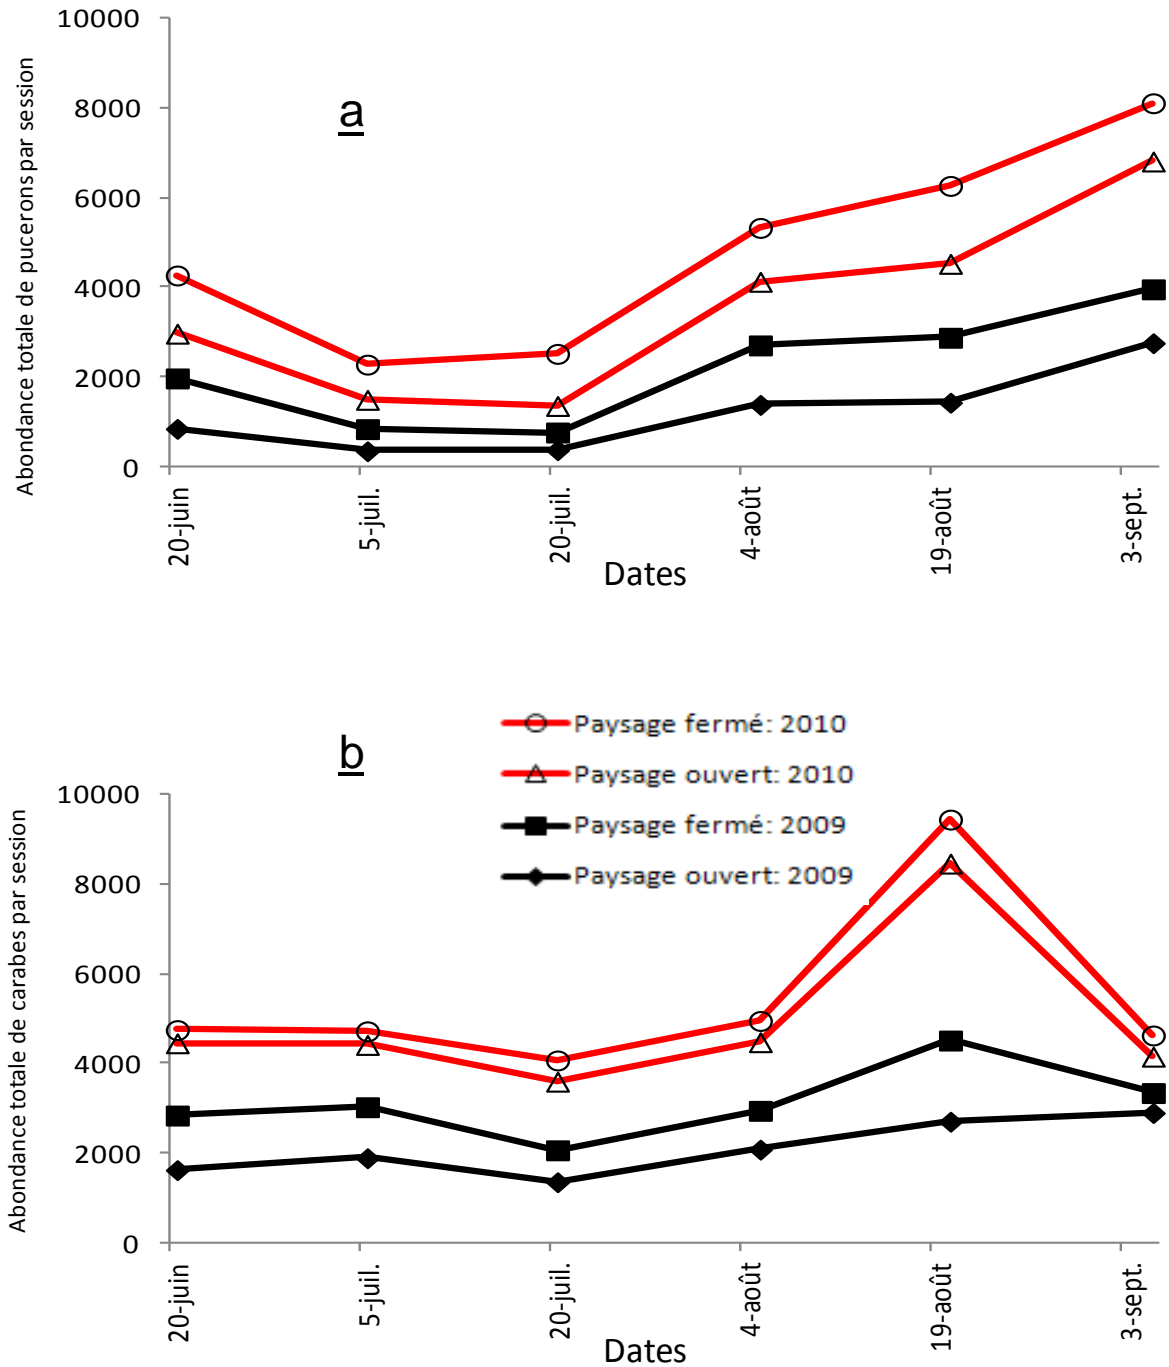 Abondance totale de pucerons par session
10000
8000
6000
4000
2000
0
a
20-juin
5-juil.
20-juil.
4-août
19-août
3-sept.
Dates
Abondance totale de carabes par session
b
Paysage fermé: 2010
Paysage ouvert: 2010
Paysage fermé: 2009
Paysage ouvert: 2009
10000
8000
6000
4000
2000
0
20-juin
5-juil.
20-juil.
4-août
19-août
3-sept.
Dates